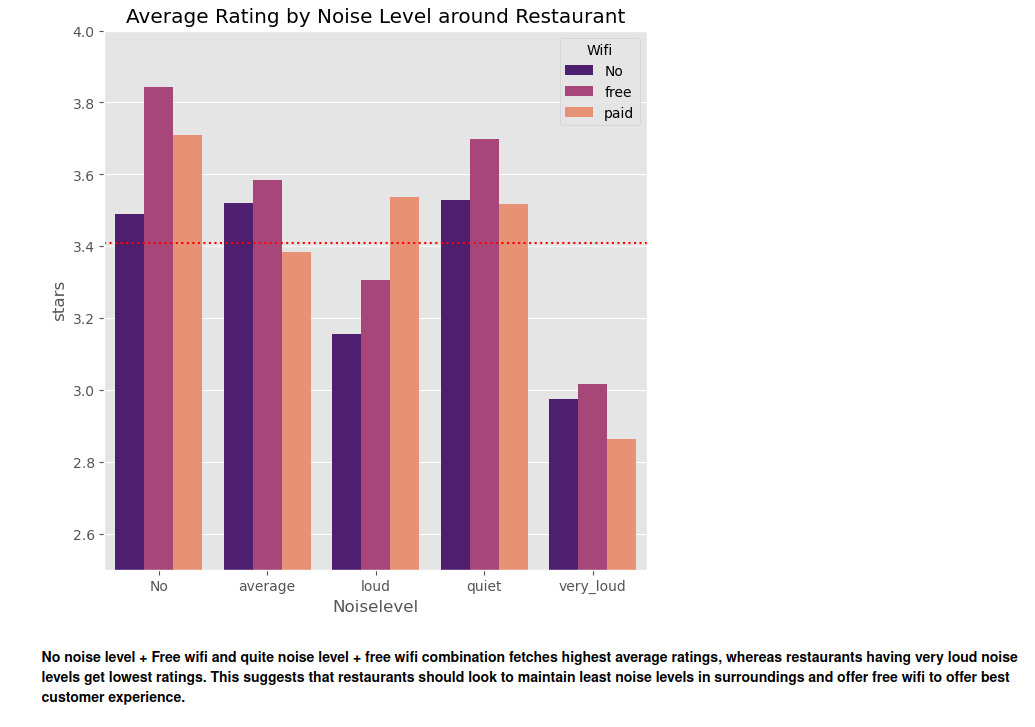 Average Rating by Noise Level around Restaurant
4.0
3.8
3.6
3.4
3.2
3.0
2.8
2.6
stars
Wifi
No
free
paid
No average loud quiet very_loud
Noiselevel
No noise level + Free wifi and quite noise level + free wifi combination fetches highest average ratings, whereas restaurants having very loud noise
levels get lowest ratings. This suggests that restaurants should look to maintain least noise levels in surroundings and offer free wifi to offer best
customer experience.